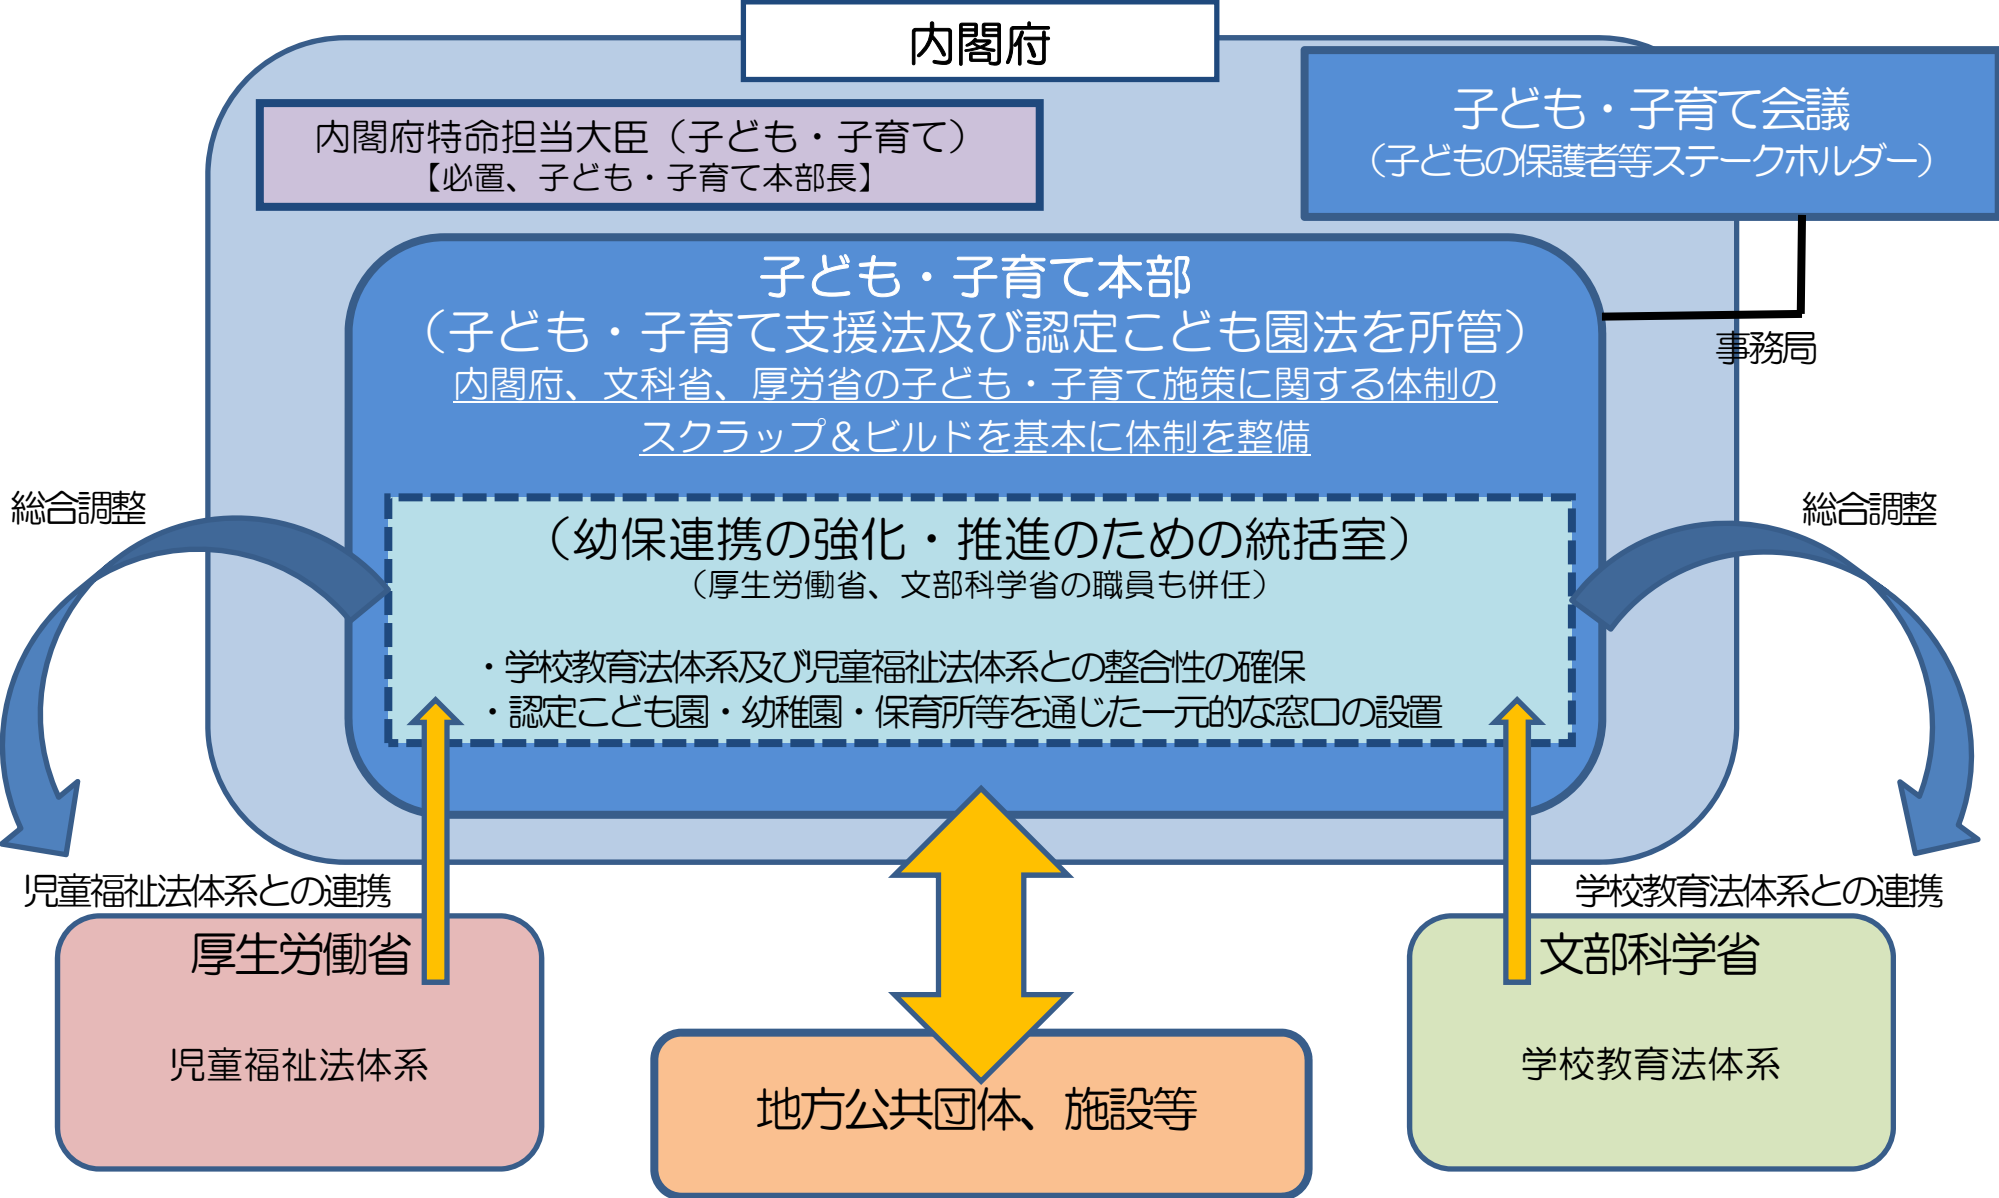 内閣府
内閣府特命担当大臣（子ども・子育て）
【必置、子ども・子育て本部長】
子ども・子育て会議
（子どもの保護者等ステークホルダー）
事務局
子ども・子育て本部
（子ども・子育て支援法及び認定こども園法を所管）
内閣府、文科省、厚労省の子ども・子育て施策に関する体制の
スクラップ＆ビルドを基本に体制を整備
（幼保連携の強化・推進のための統括室）
（厚生労働省、文部科学省の職員も併任）
・学校教育法体系及び児童福祉法体系との整合性の確保
・認定こども園・幼稚園・保育所等を通じた一元的な窓口の設置
総合調整
総合調整
児童福祉法体系との連携
厚生労働省
児童福祉法体系
地方公共団体、施設等
学校教育法体系との連携
文部科学省
学校教育法体系